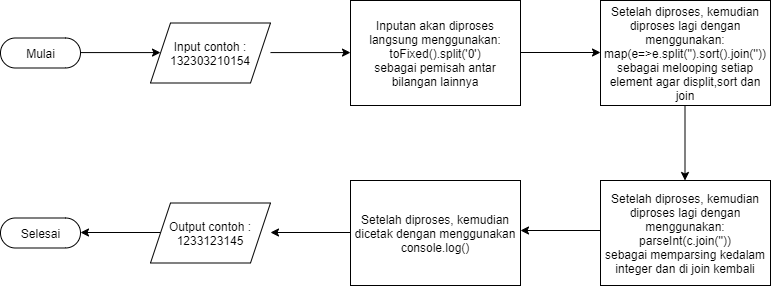 Mulai
Input contoh :
132303210154
Inputan akan diproses
langsung menggunakan:
toFixed().split('0')
sebagai pemisah antar
bilangan lainnya
Setelah diproses, kemudian
diproses lagi dengan
menggunakan:
map(e=>e.split('').sort().join(''))
sebagai melooping setiap
element agar displit,sort dan
join
Setelah diproses, kemudian
diproses lagi dengan
menggunakan:
parseInt(c.join(''))
sebagai memparsing kedalam
integer dan di join kembali
Setelah diproses, kemudian
dicetak dengan menggunakan
console.log()
Output contoh :
1233123145
Selesai